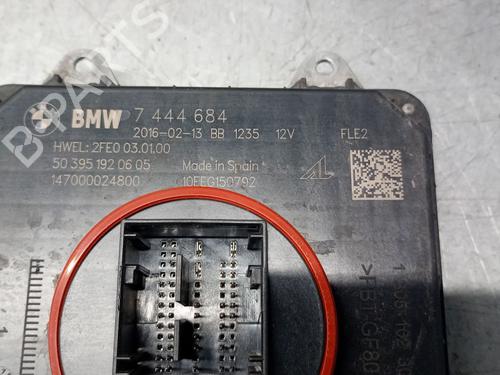 BMW 7 444 684
2016-02-13 BB 1235 12V FLE2
HWEL: 2FE0 03.01.00
50 395 192 06 05 Made in Spain
147000024800 10EEG150792
B-PARTS